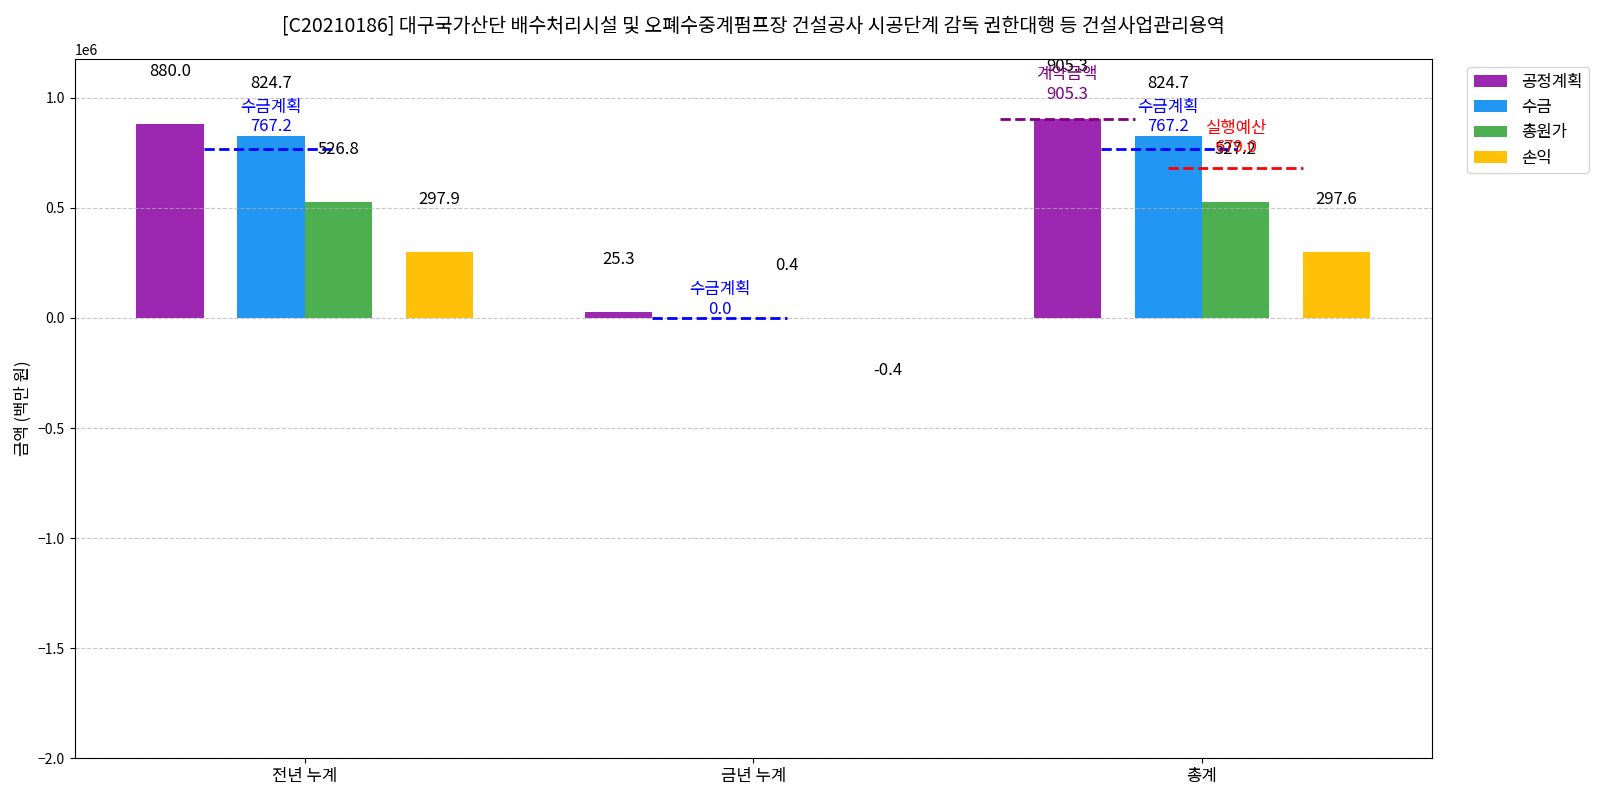 [C20210186] 대구국가산단 배수처리시설 및 오폐수중계펌프장 건설공사 시공단계 감독 권한대행 등 건설사업관리용역
1e6
금액 (백만 원)
1.0
0.5
0.0
−0.5
−1.0
−1.5
−2.0
880.0
824.7
수금계획
767.2
526.8
297.9
25.3
수금계획
0.0
0.4
-0.4
905.3
계약금액
905.3
824.7
수금계획
767.2
실행예산
679.0
527.2
297.6
전년 누계
금년 누계
총계
공정계획
수금
총원가
손익